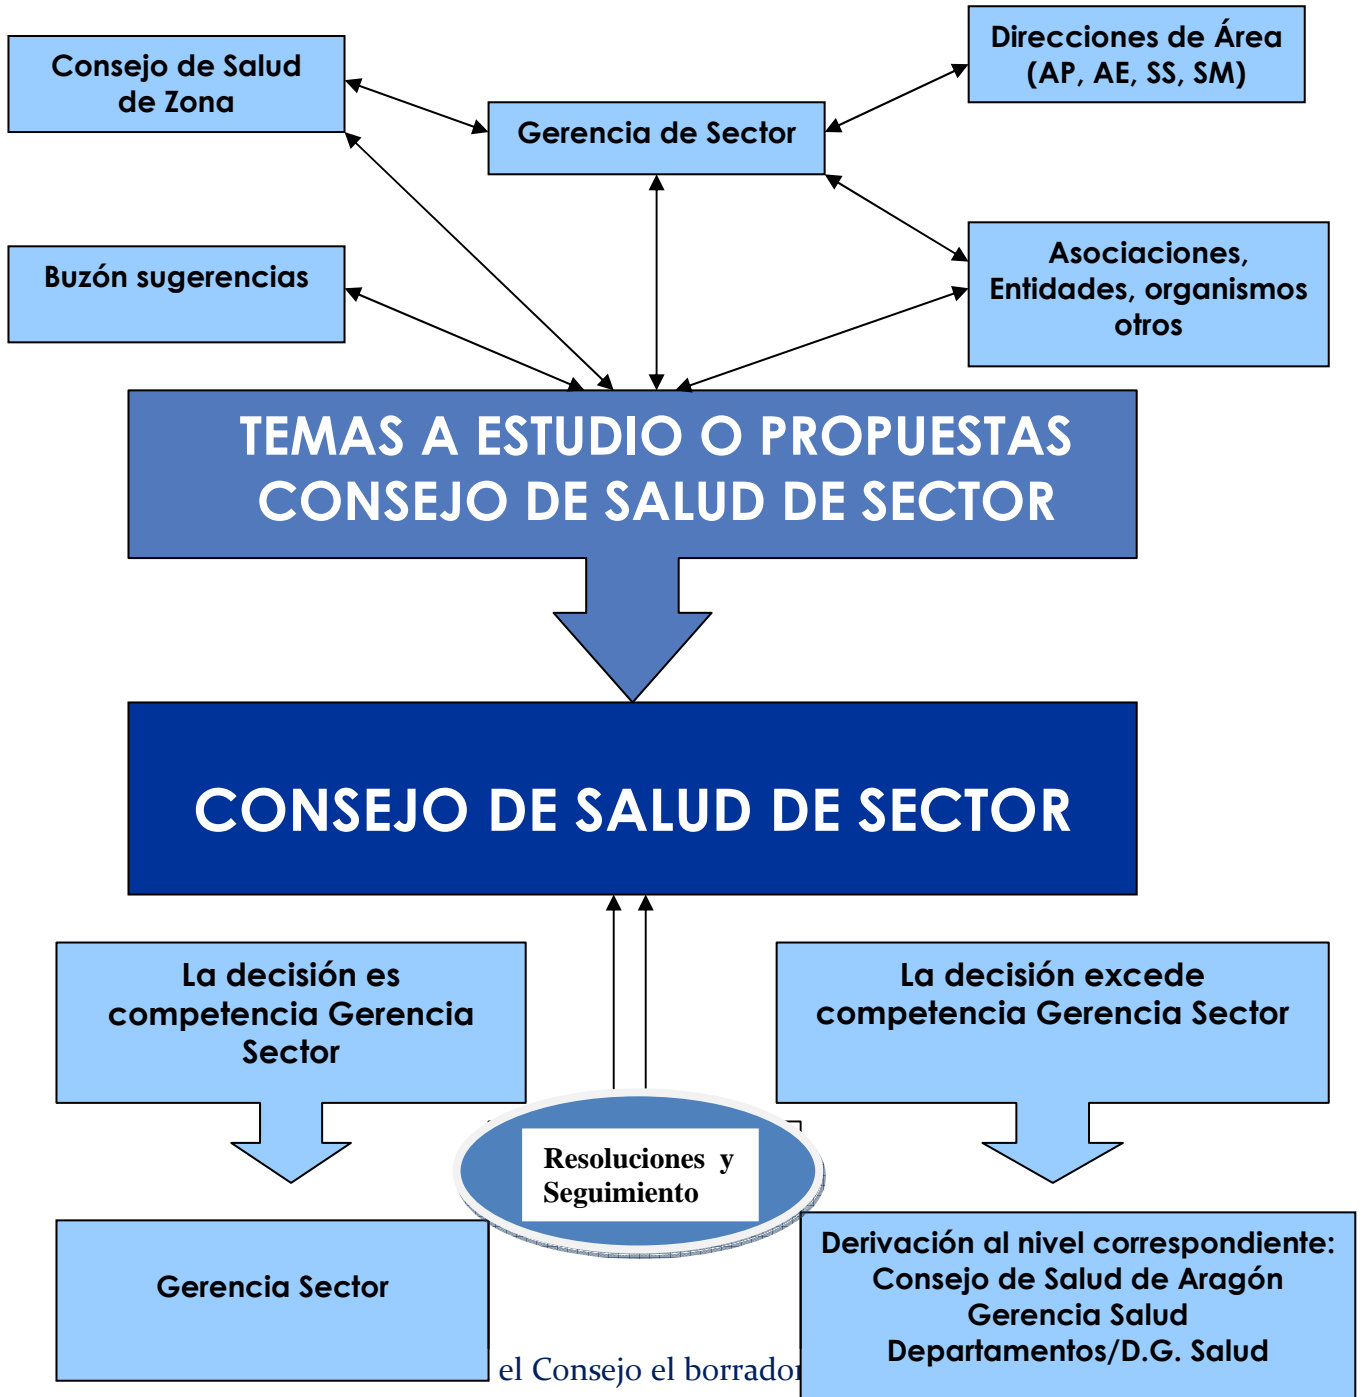 Consejo de Salud
de Zona
Gerencia de Sector
Direcciones de Área
(AP, AE, SS, SM)
Buzón sugerencias
Asociaciones,
Entidades, organismos
otros
TEMAS A ESTUDIO O PROPUESTAS
CONSEJO DE SALUD DE SECTOR
CONSEJO DE SALUD DE SECTOR
La decisión es
competencia Gerencia
Sector
La decisión excede
competencia Gerencia Sector
Resoluciones y
Seguimiento
Gerencia Sector
Derivación al nivel correspondiente:
Consejo de Salud de Aragón
Gerencia Salud
Departamentos/D.G. Salud
el Consejo el borrador